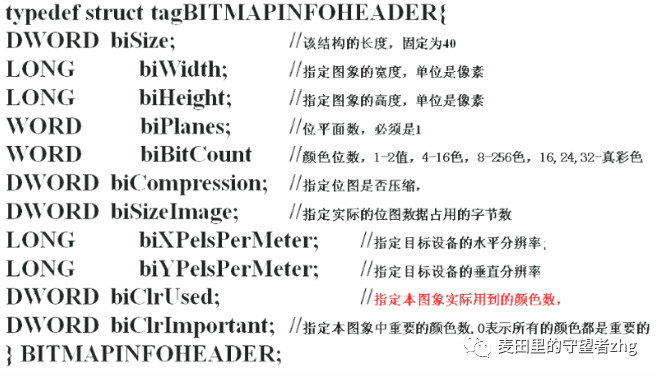 typedef struct tagBITMAPINFOHEADER{
DWORD biSize; //该结构的长度，固定为40
LONG biWidth; //指定图象的宽度，单位是像素
LONG biHeight; //指定图象的高度，单位是像素
WORD biPlanes; //位平面数，必须是1
WORD biBitCount //颜色位数，1-2值，4-16色，8-256色，16,24,32-真彩色
DWORD biCompression; //指定位图是否压缩，
DWORD biSizeImage; //指定实际的位图数据占用的字节数
LONG biXPelsPerMeter; //指定目标设备的水平分辨率;
LONG biYPelsPerMeter; //指定目标设备的垂直分辨率
DWORD biClrUsed; //指定本图象实际用到的颜色数，
DWORD biClrImportant; //指定本图象中重要的颜色数,0表示所有的颜色都是重要的
} BITMAPINFOHEADER;
麦田里的守望者zhg